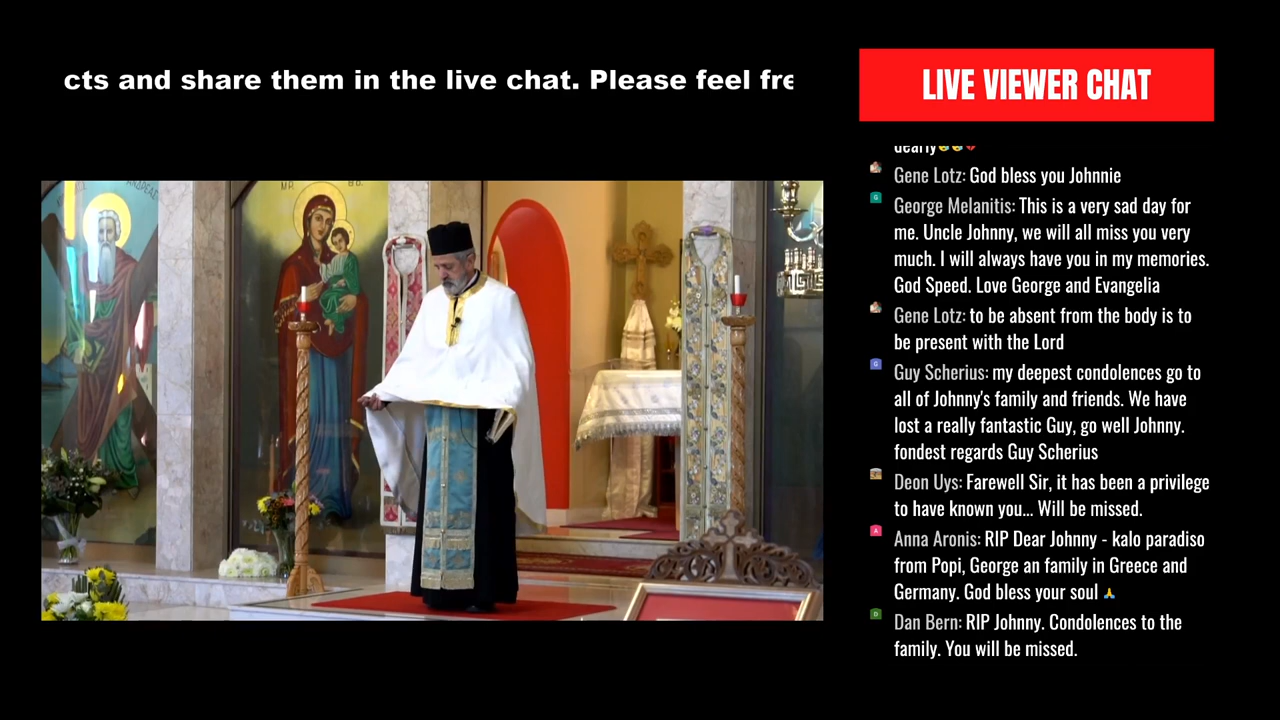 cts and share them in the live chat. Please feel fre
LIVE VIEWER CHAT
dearly
Gene Lotz: God bless you Johnnie
George Melanitis: This is a very sad day for
me. Uncle Johnny, we will all miss you very
much. I will always have you in my memories.
God Speed. Love George and Evangelia
Gene Lotz: to be absent from the body is to
be present with the Lord
Guy Scherius: my deepest condolences go to
all of Johnny's family and friends. We have
lost a really fantastic Guy, go well Johnny.
fondest regards Guy Scherius
Deon Uys: Farewell Sir, it has been a privilege
to have known you... Will be missed.
Anna Aronis: RIP Dear Johnny - kalo paradiso
from Popi, George an family in Greece and
Germany. God bless your soul 🙏
Dan Bern: RIP Johnny. Condolences to the
family. You will be missed.
ΜΡ. ΘΥ.